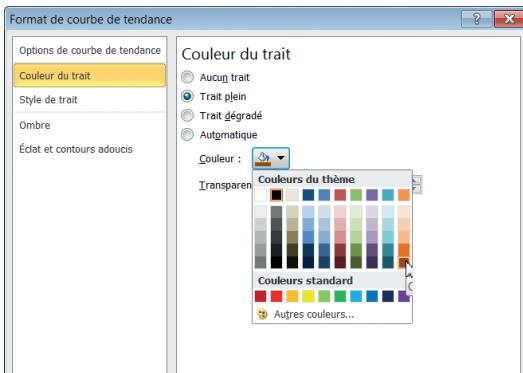 Format de courbe de tendance
Options de courbe de tendance
Couleur du trait
Style de trait
Ombre
Éclat et contours adoucis
Couleur du trait
Aucun trait
Trait plein
Trait dégradé
Automatique
Couleur :
Transparen
Couleurs du thème
Couleurs standard
Autres couleurs...